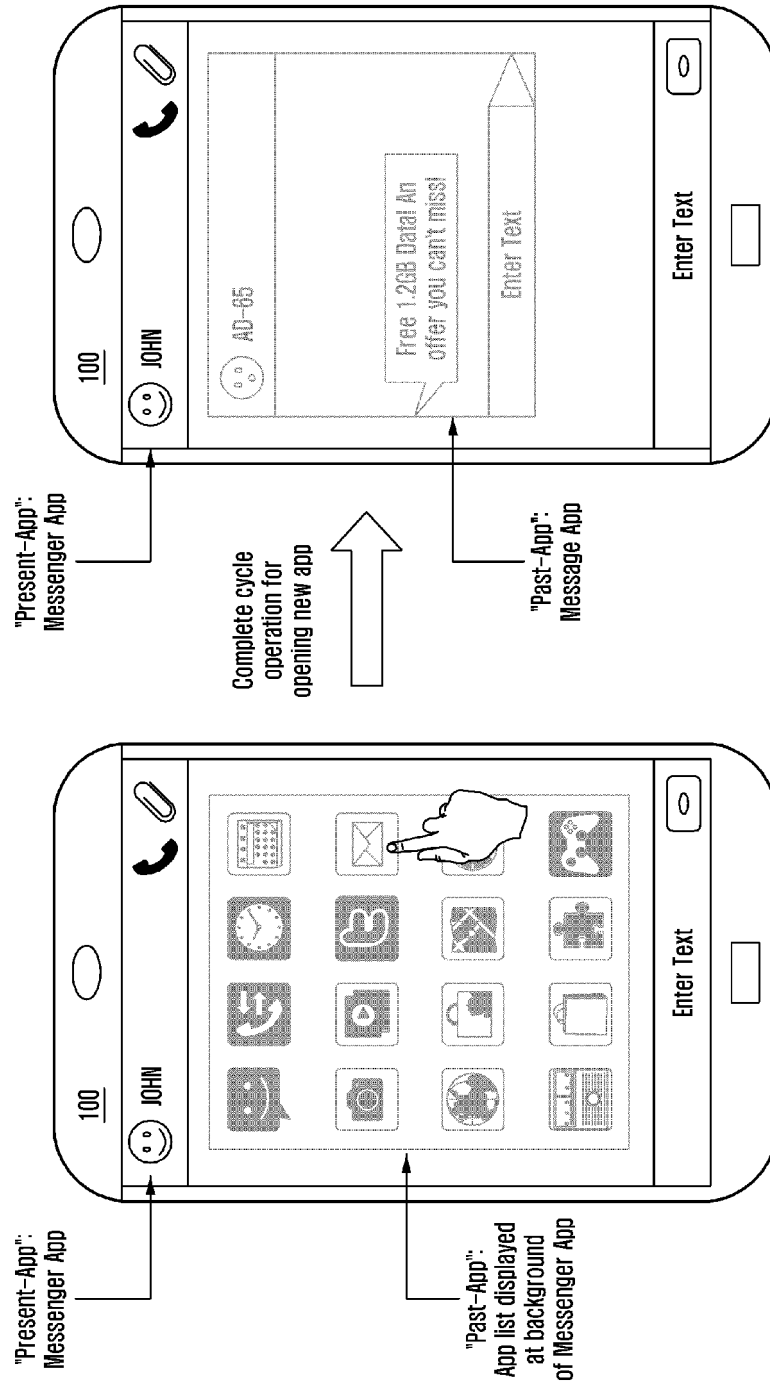 "Present-App":
Messenger App
100
JOHN
Enter Text
"Past-App":
App list displayed
at background
of Messenger App
Complete cycle
operation for
opening new app
"Present-App":
Messenger App
100
JOHN
AD-65
Free 1.2GB Data! An
offer you can't miss!
Enter Text
Enter Text
"Past-App":
Message App